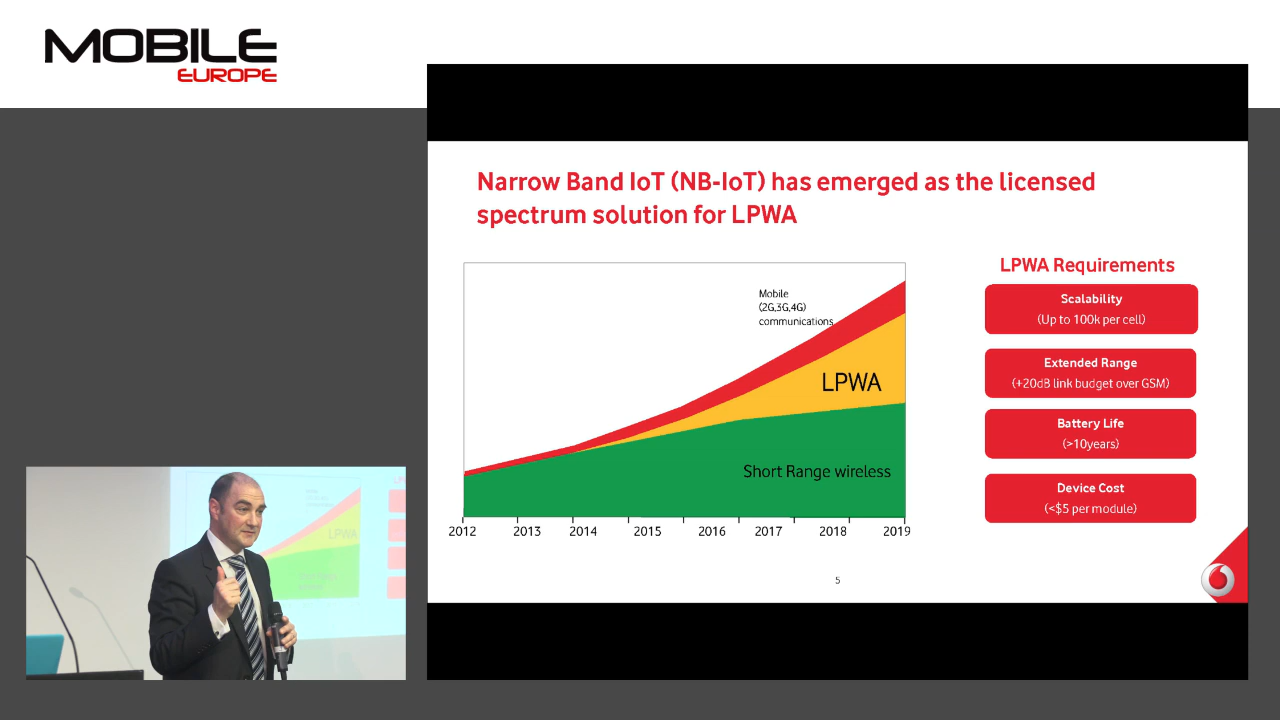 MOBILE
EUROPE
Narrow Band IoT (NB-IoT) has emerged as the licensed
spectrum solution for LPWA
Mobile
(2G,3G,4G)
communications
LPWA
Short Range wireless
2012 2013 2014 2015 2016 2017 2018 2019
LPWA Requirements
Scalability
(Up to 100k per cell)
Extended Range
(+20dB link budget over GSM)
Battery Life
(>10years)
Device Cost
(<$5 per module)
5
LPWA